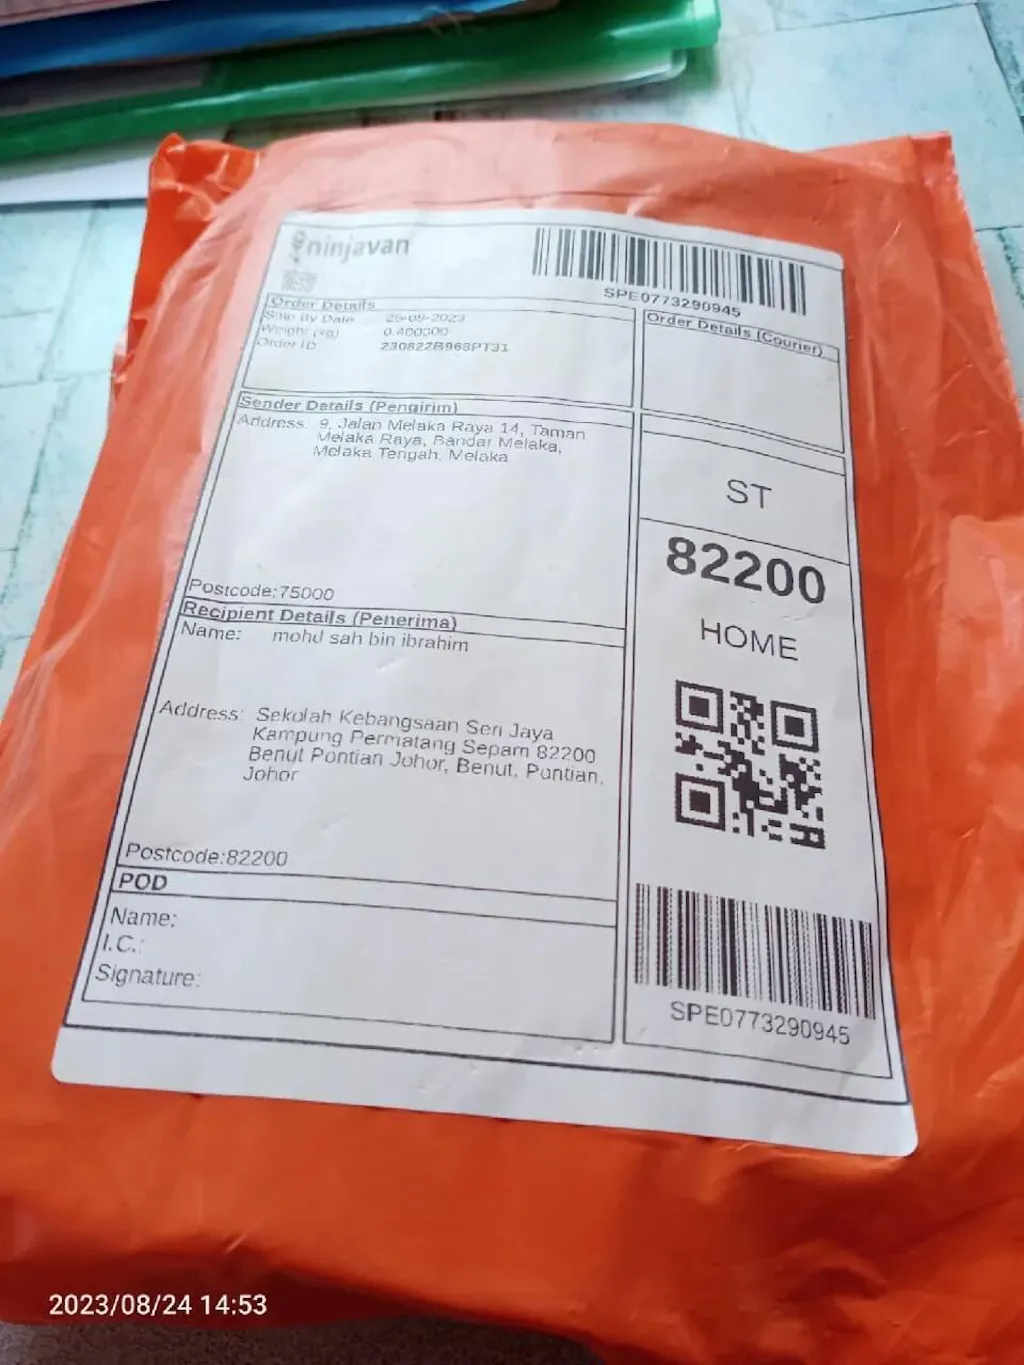 ninjavan
SPE0773290945
Order Details
Ship By Date 25-08-2023
Weight (kg) 0.400000
Order ID
Order Details (Courier)
Sender Details (Pengirim)
Address: 9, Jalan Melaka Raya 14, Taman
Melaka Raya, Bandar Melaka,
Melaka Tengah, Melaka
Postcode:75000
Recipient Details (Penerima)
Name: mohd sah bin ibrahim
Address: Sekolah Kebangsaan Seri Jaya
Kampung Permatang Sepam 82200
Benut Pontian Johor, Benut, Pontian,
Johor
Postcode:82200
POD
Name:
I.C.:
Signature:
ST
82200
HOME
SPE0773290945
2023/08/24 14:53